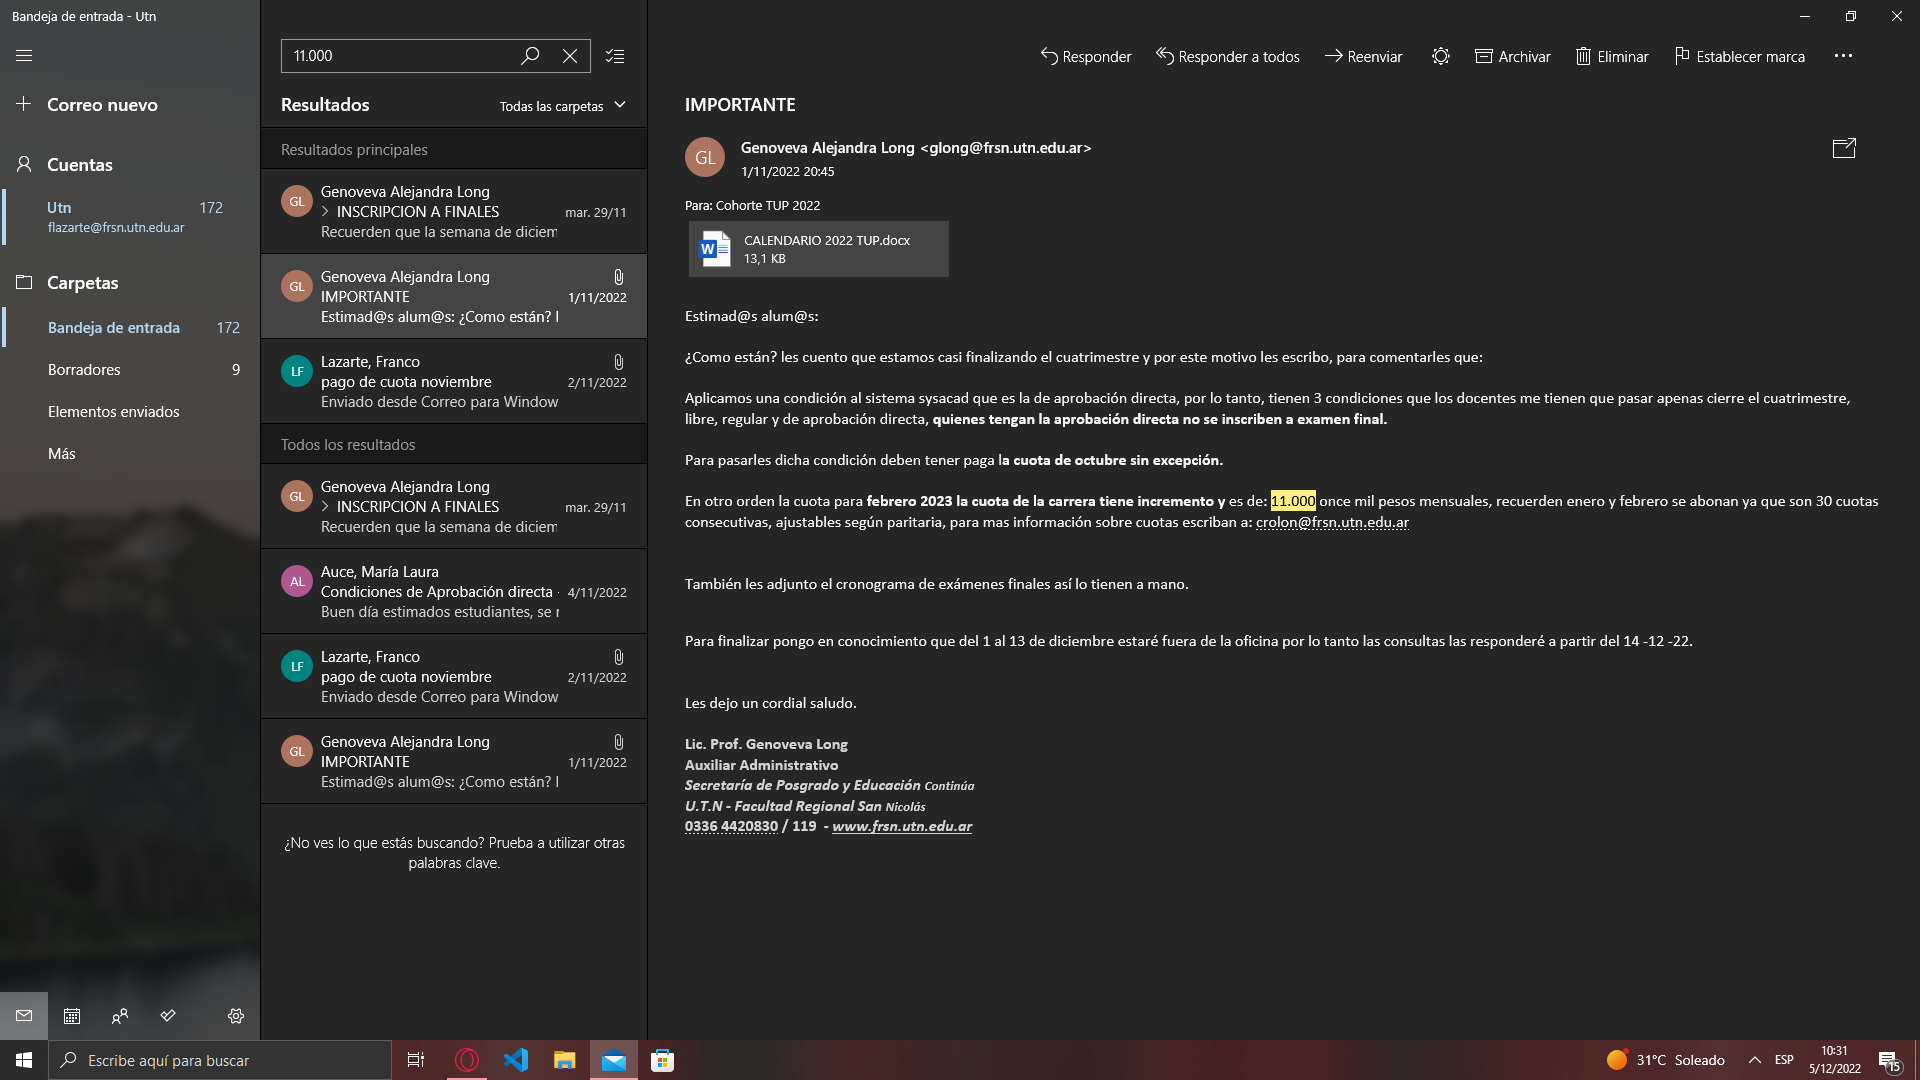 Bandeja de entrada - Utn
Correo nuevo
Cuentas
Utn 172
flazarte@frsn.utn.edu.ar
Carpetas
Bandeja de entrada 172
Borradores 9
Elementos enviados
Más
11.000
Resultados Todas las carpetas
Resultados principales
GL
Genoveva Alejandra Long
INSCRIPCION A FINALES mar. 29/11
Recuerden que la semana de diciem
GL
Genoveva Alejandra Long
IMPORTANTE 1/11/2022
Estimad@s alum@s: ¿Como están? l
LF
Lazarte, Franco
pago de cuota noviembre 2/11/2022
Enviado desde Correo para Window
Todos los resultados
GL
Genoveva Alejandra Long
INSCRIPCION A FINALES mar. 29/11
Recuerden que la semana de diciem
AL
Auce, María Laura
Condiciones de Aprobación directa - 4/11/2022
Buen día estimados estudiantes, se r
LF
Lazarte, Franco
pago de cuota noviembre 2/11/2022
Enviado desde Correo para Window
GL
Genoveva Alejandra Long
IMPORTANTE 1/11/2022
Estimad@s alum@s: ¿Como están? l
¿No ves lo que estás buscando? Prueba a utilizar otras
palabras clave.
Responder Responder a todos Reenviar Archivar Eliminar Establecer marca
IMPORTANTE
GL
Genoveva Alejandra Long <glong@frsn.utn.edu.ar>
1/11/2022 20:45
Para: Cohorte TUP 2022
W
CALENDARIO 2022 TUP.docx
13,1 KB
Estimad@s alum@s:
¿Como están? les cuento que estamos casi finalizando el cuatrimestre y por este motivo les escribo, para comentarles que:
Aplicamos una condición al sistema sysacad que es la de aprobación directa, por lo tanto, tienen 3 condiciones que los docentes me tienen que pasar apenas cierre el cuatrimestre,
libre, regular y de aprobación directa, quienes tengan la aprobación directa no se inscriben a examen final.
Para pasarles dicha condición deben tener paga la cuota de octubre sin excepción.
En otro orden la cuota para febrero 2023 la cuota de la carrera tiene incremento y es de: 11.000 once mil pesos mensuales, recuerden enero y febrero se abonan ya que son 30 cuotas
consecutivas, ajustables según paritaria, para mas información sobre cuotas escriban a: crolon@frsn.utn.edu.ar
También les adjunto el cronograma de exámenes finales así lo tienen a mano.
Para finalizar pongo en conocimiento que del 1 al 13 de diciembre estaré fuera de la oficina por lo tanto las consultas las responderé a partir del 14 -12 -22.
Les dejo un cordial saludo.
Lic. Prof. Genoveva Long
Auxiliar Administrativo
Secretaría de Posgrado y Educación Continúa
U.T.N - Facultad Regional San Nicolás
0336 4420830 / 119 - www.frsn.utn.edu.ar
Escribe aquí para buscar
31°C Soleado
ESP
10:31
5/12/2022
15